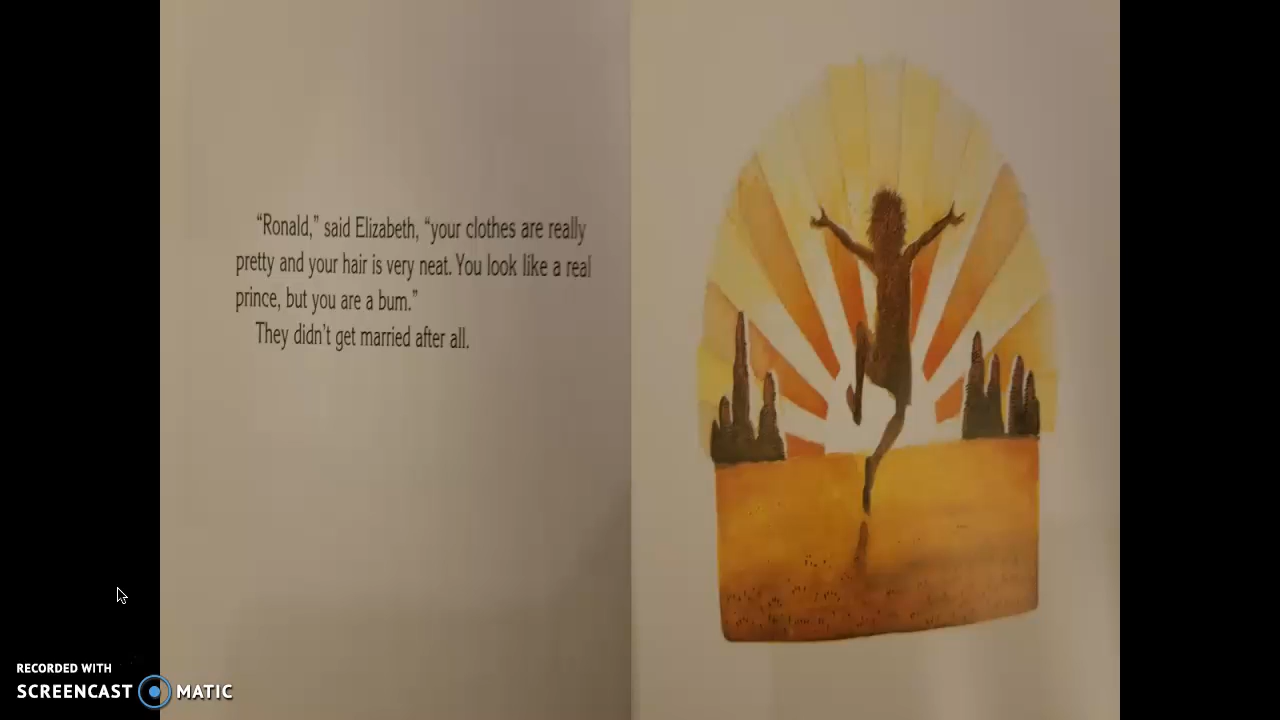 “Ronald,” said Elizabeth, “your clothes are really
pretty and your hair is very neat. You look like a real
prince, but you are a bum.”
They didn’t get married after all.
RECORDED WITH
SCREENCAST MATIC